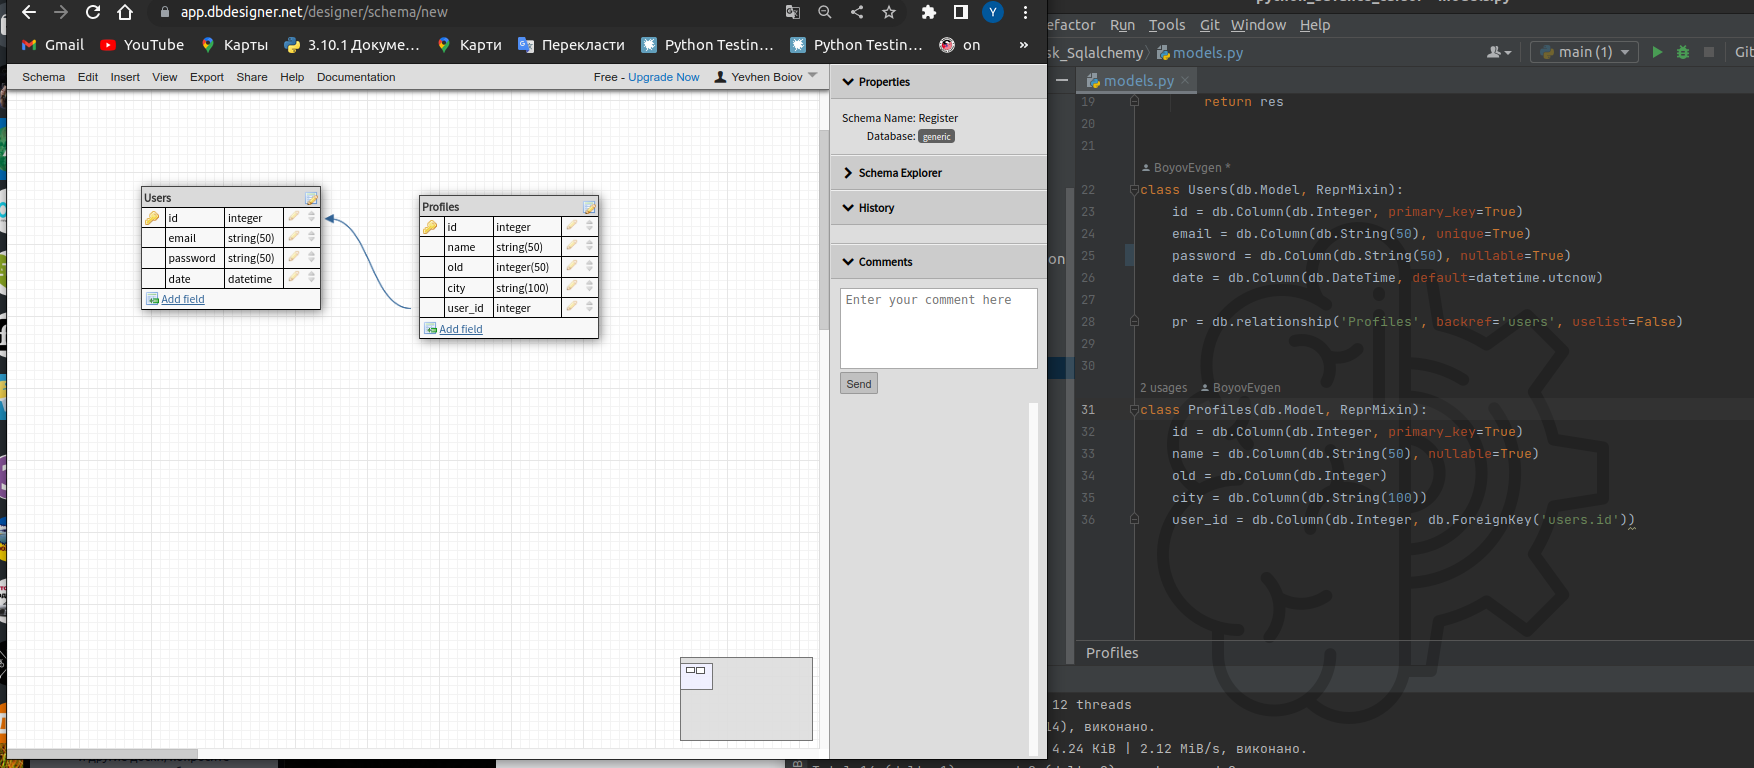 app.dbdesigner.net/designer/schema/new
Y
Gmail
YouTube
Карты
3.10.1 Докуме...
Карти
Перекласти
Python Testin...
Python Testin...
on
»
Schema Edit Insert View Export Share Help Documentation
Free - Upgrade Now
Yevhen Boiov
Users
id integer
email string(50)
password string(50)
date datetime
Add field
Profiles
id integer
name string(50)
old integer(50)
city string(100)
user_id integer
Add field
Properties
Schema Name: Register
Database: generic
Schema Explorer
History
Comments
Enter your comment here
Send
efactor Run Tools Git Window Help
sk_Sqlalchemy models.py
main (1)
Git
models.py
on
19 return res
20
21
BoyovEvgen *
22 class Users(db.Model, ReprMixin):
23 id = db.Column(db.Integer, primary_key=True)
24 email = db.Column(db.String(50), unique=True)
25 password = db.Column(db.String(50), nullable=True)
26 date = db.Column(db.DateTime, default=datetime.utcnow)
27
28 pr = db.relationship('Profiles', backref='users', uselist=False)
29
30
2 usages BoyovEvgen
31 class Profiles(db.Model, ReprMixin):
32 id = db.Column(db.Integer, primary_key=True)
33 name = db.Column(db.String(50), nullable=True)
34 old = db.Column(db.Integer)
35 city = db.Column(db.String(100))
36 user_id = db.Column(db.Integer, db.ForeignKey('users.id'))
Profiles
12 threads
14), виконано.
4.24 KiB | 2.12 MiB/s, виконано.